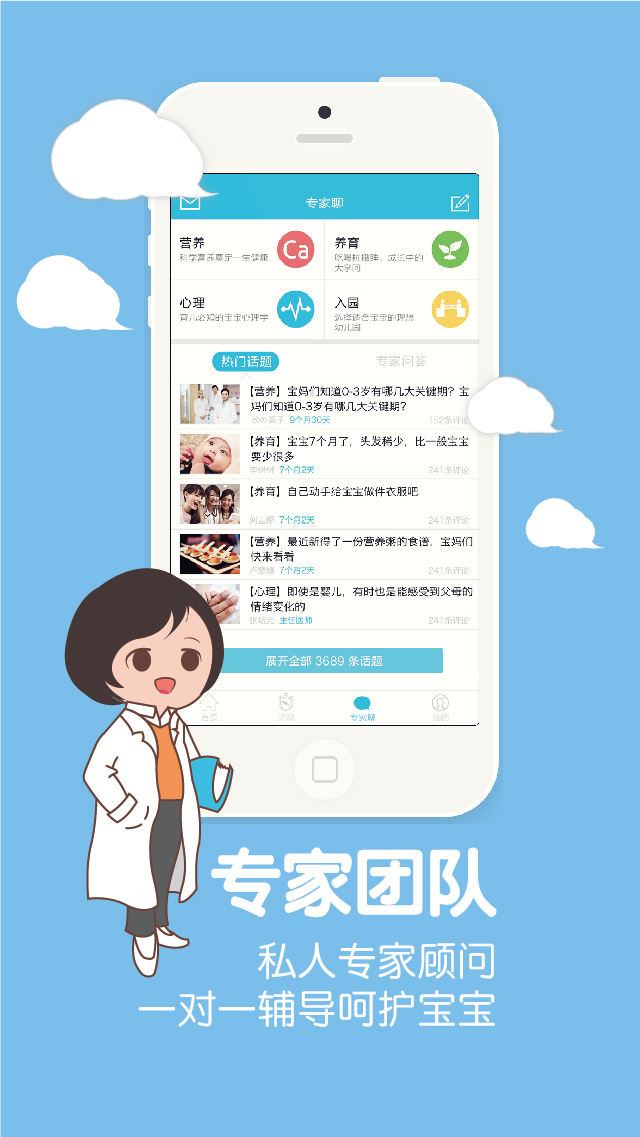 专家聊
营养
科学营养奠定一生健康
Ca
养育
吃喝拉撒睡，成长中的
大学问
心理
育儿必知的宝宝心理学
入园
选择适合宝宝的理想
幼儿园
热门话题
专家问答
【营养】宝妈们知道0-3岁有哪几大关键期？宝
妈们知道0-3岁有哪几大关键期？
秋の菓子 9个月30天
152条评论
【养育】宝宝7个月了，头发稀少，比一般宝宝
要少很多
李树树 7个月2天
241条评论
【养育】自己动手给宝宝做件衣服吧
7个月2天
241条评论
【营养】最近新得了一份营养粥的食谱，宝妈们
快来看看
7个月2天
241条评论
【心理】即使是婴儿，有时也是能感受到父母的
情绪变化的
张培元 主任医师
241条评论
展开全部 3689 条话题
首页
专家聊
我的
专家团队
私人专家顾问
一对一辅导呵护宝宝